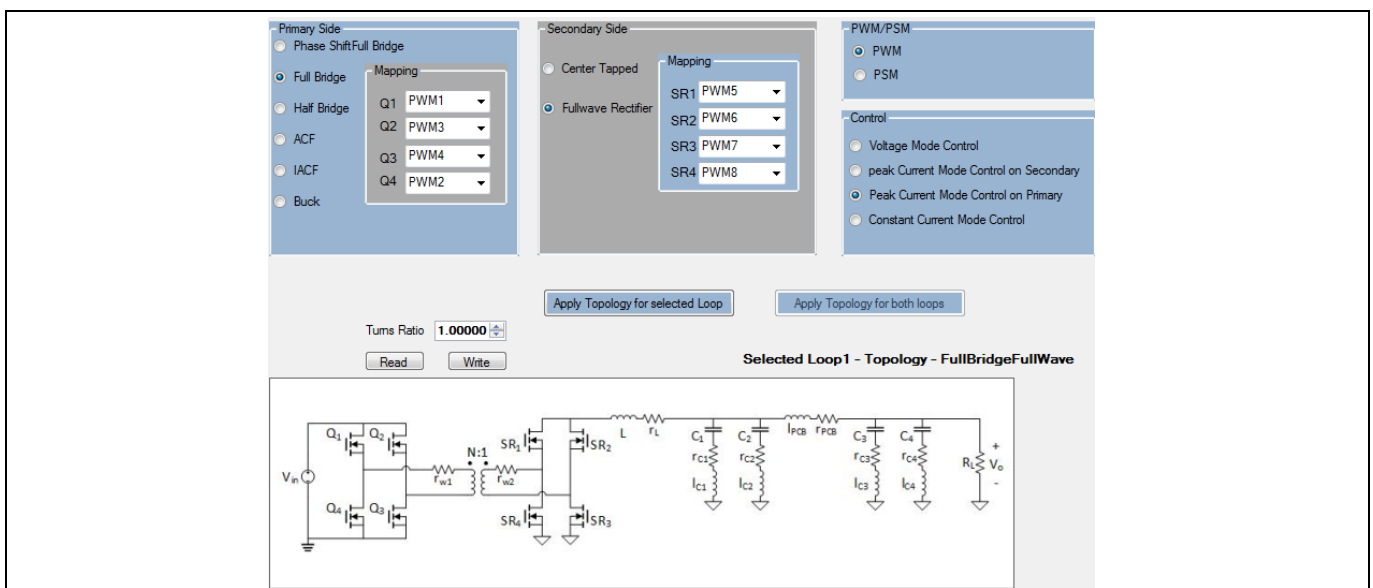 Primary Side
Phase ShiftFull Bridge
Full Bridge
Half Bridge
ACF
IACF
Buck
Mapping
Q1 PWM1
Q2 PWM3
Q3 PWM4
Q4 PWM2
Secondary Side
Center Tapped
Fullwave Rectifier
Mapping
SR1 PWM5
SR2 PWM6
SR3 PWM7
SR4 PWM8
PWM/PSM
PWM
PSM
Control
Voltage Mode Control
peak Current Mode Control on Secondary
Peak Current Mode Control on Primary
Constant Current Mode Control
Apply Topology for selected Loop
Apply Topology for both loops
Turns Ratio 1.00000
Read Write
Selected Loop1 - Topology - FullBridgeFullWave
Q1 Q2 SR1 SR2 L rL C1 C2 lPCB rPCB C3 C4
N:1
Vin rw1 rw2 rC1 rC2 rC3 rC4 RL + Vo -
lC1 lC2 lC3 lC4
Q4 Q3 SR4 SR3